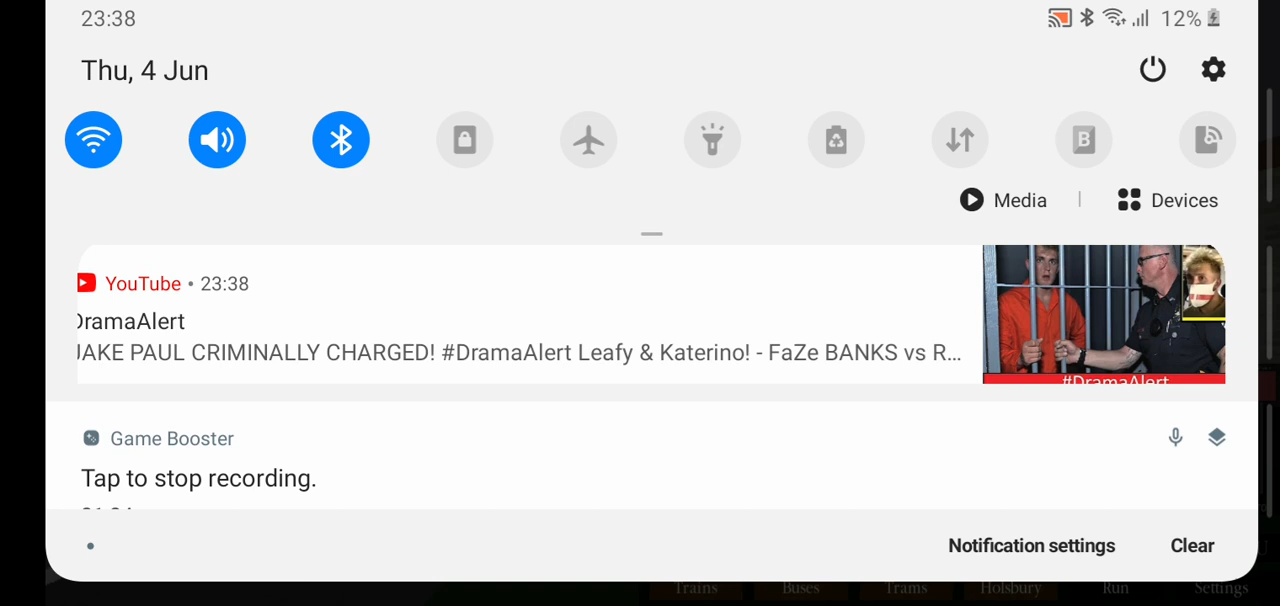 23:38
12%
Thu, 4 Jun
B
Media | Devices
YouTube • 23:38
DramaAlert
JAKE PAUL CRIMINALLY CHARGED! #DramaAlert Leafy & Katerino! - FaZe BANKS vs R...
#DramaAlert
Game Booster
Tap to stop recording.
Notification settings
Clear
Trains
Buses
Trams
Holsbury
Run
Settings